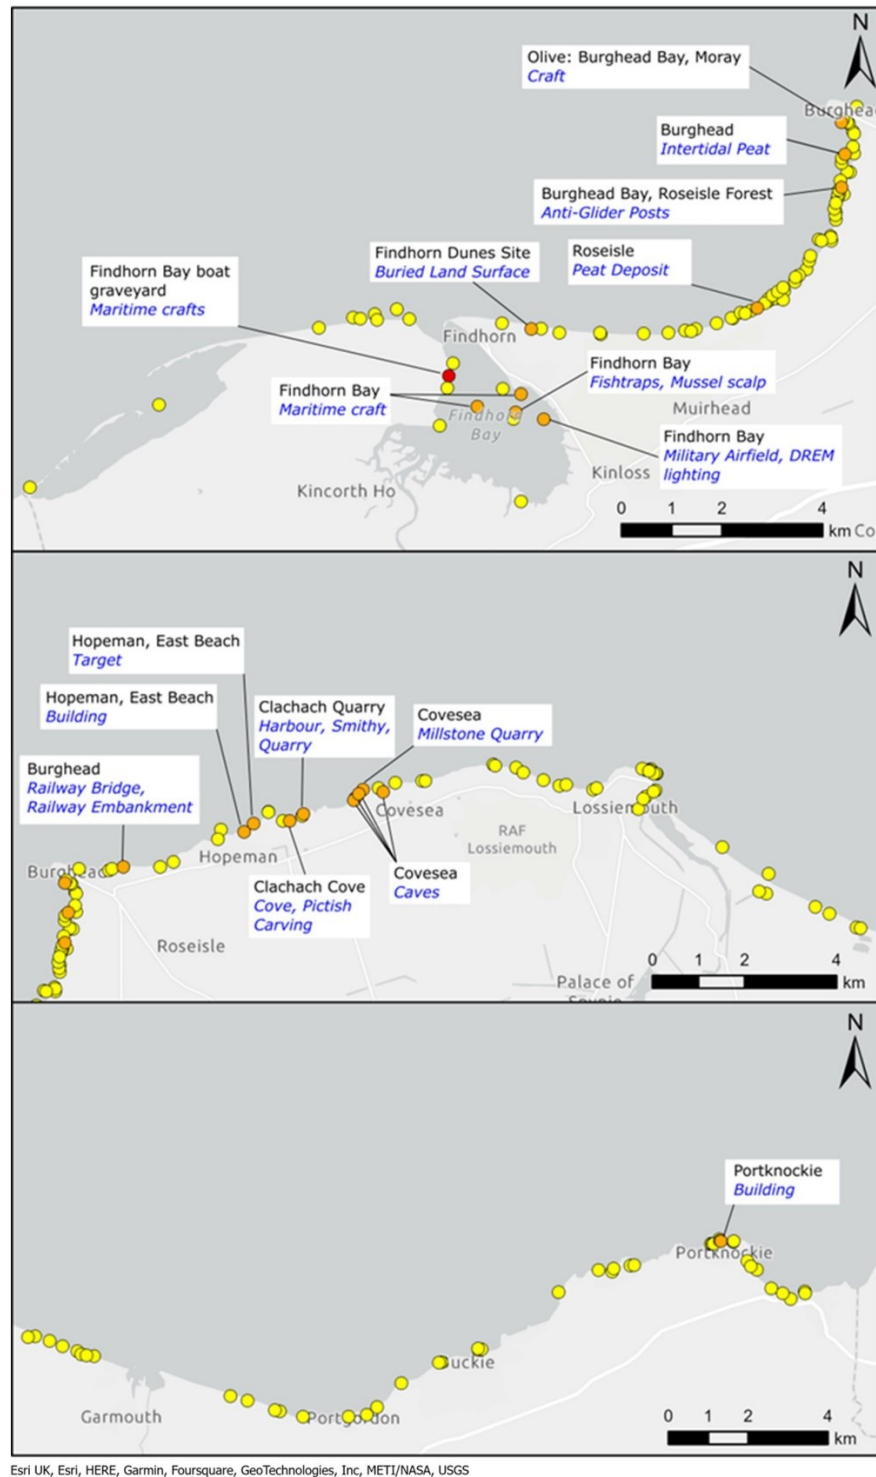 N
Olive: Burghead Bay, Moray
Craft
Burghead
Burghead
Intertidal Peat
Burghead Bay, Roseisle Forest
Anti-Glider Posts
Findhorn Dunes Site
Buried Land Surface
Roseisle
Peat Deposit
Findhorn Bay boat
graveyard
Maritime crafts
Findhorn
Findhorn Bay
Maritime craft
Findhorn Bay
Fishtraps, Mussel scalp
Muirhead
Findhorn
Bay
Findhorn Bay
Military Airfield, DREM
lighting
Kinloss
Kincorth Ho
0 1 2 4
km
Co
N
Hopeman, East Beach
Target
Hopeman, East Beach
Building
Clachach Quarry
Harbour, Smithy,
Quarry
Covesea
Millstone Quarry
Burghead
Railway Bridge,
Railway Embankment
Covesea
Lossiemouth
RAF
Lossiemouth
Hopeman
Burghead
Clachach Cove
Cove, Pictish
Carving
Covesea
Caves
Roseisle
0 1 2 4
km
Palace of
Spynie
N
Portknockie
Building
Portknockie
Buckie
Garmouth
Portgordon
0 1 2 4
km
Esri UK, Esri, HERE, Garmin, Foursquare, GeoTechnologies, Inc, METI/NASA, USGS